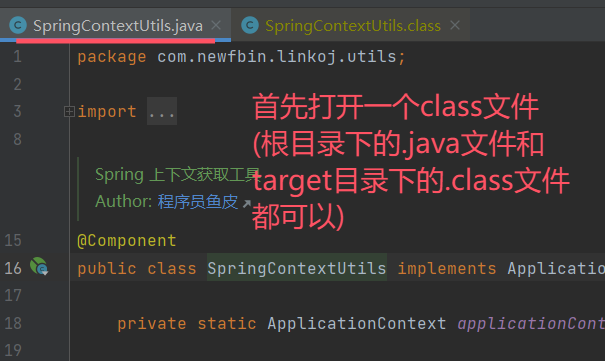 SpringContextUtils.java
SpringContextUtils.class
1 package com.newfbin.linkoj.utils;
2
3 import ...
8
首先打开一个class文件
(根目录下的.java文件和
target目录下的.class文件
都可以)
Spring 上下文获取工具
Author: 程序员鱼皮
15 @Component
16 public class SpringContextUtils implements Applicatio
17
18 private static ApplicationContext applicationCont
19